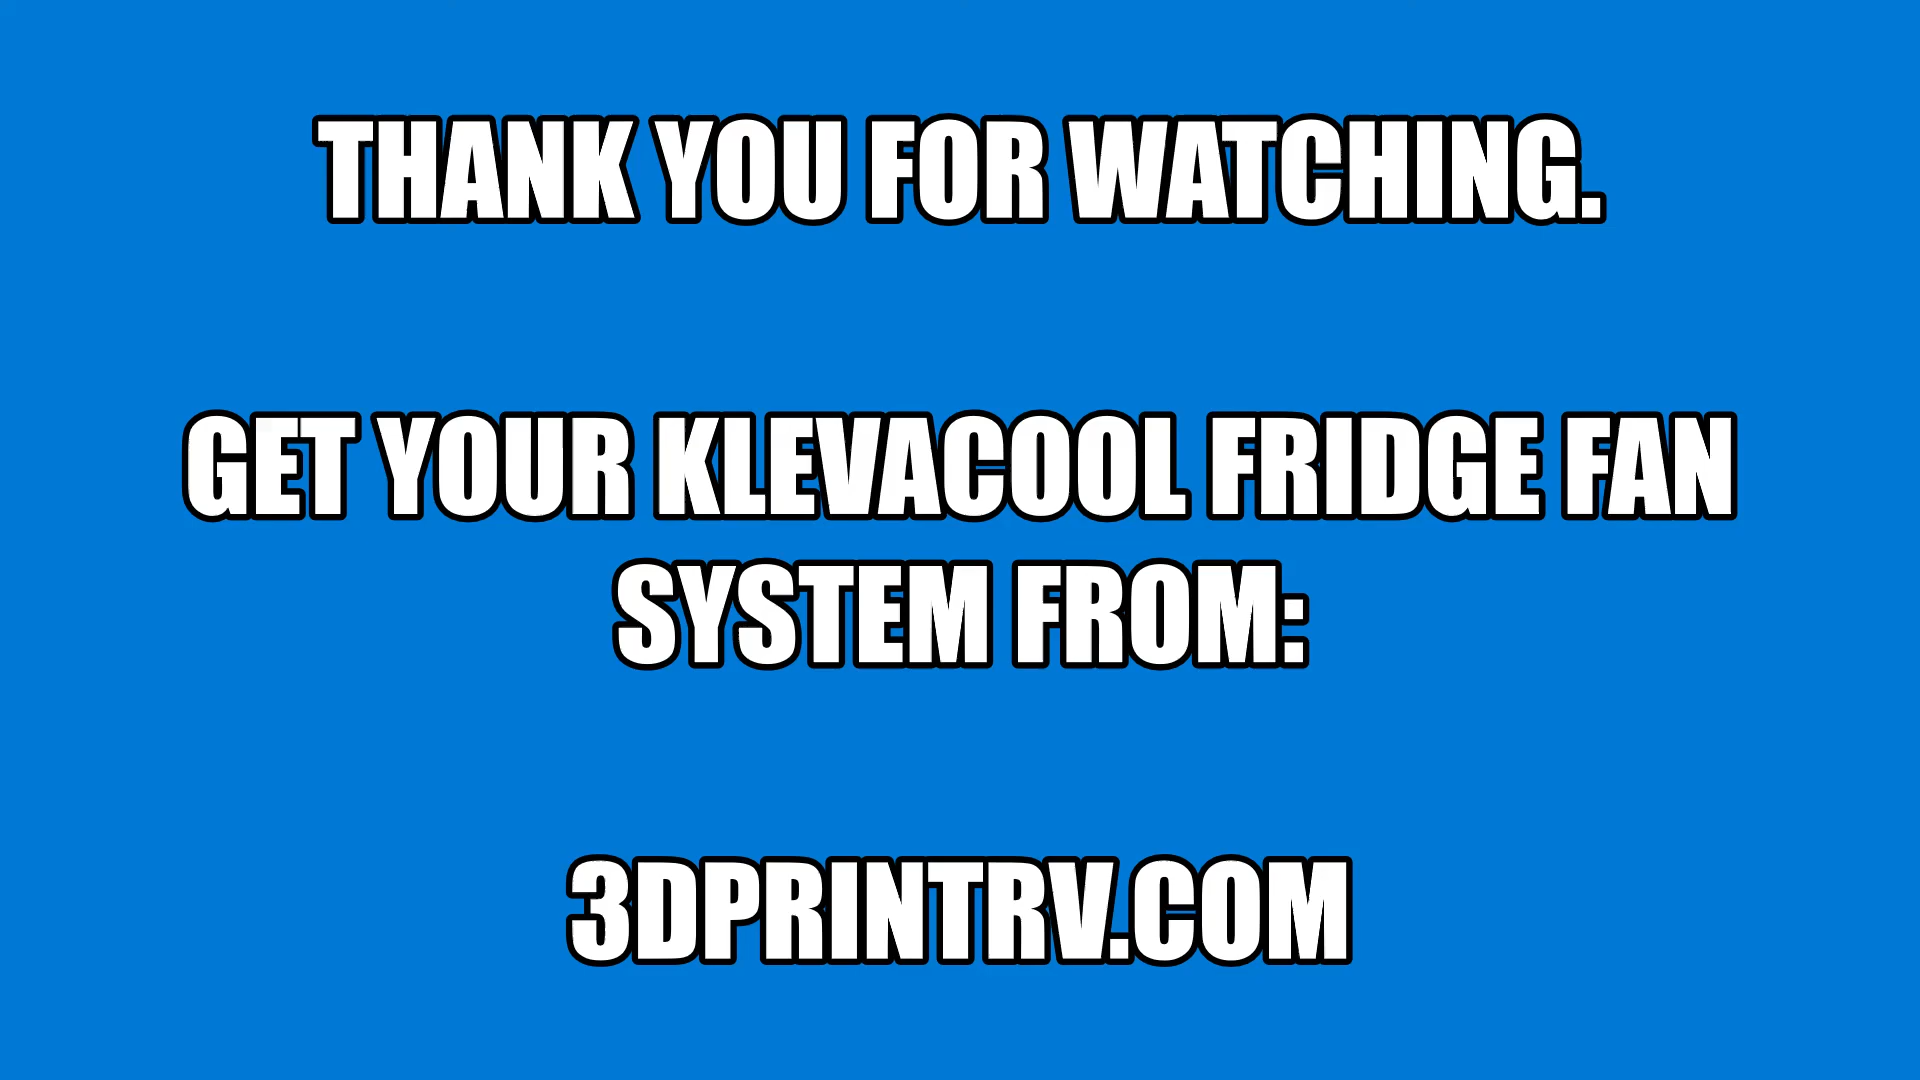 THANK YOU FOR WATCHING.
GET YOUR KLEVACOOL FRIDGE FAN
SYSTEM FROM:
3DPRINTRV.COM